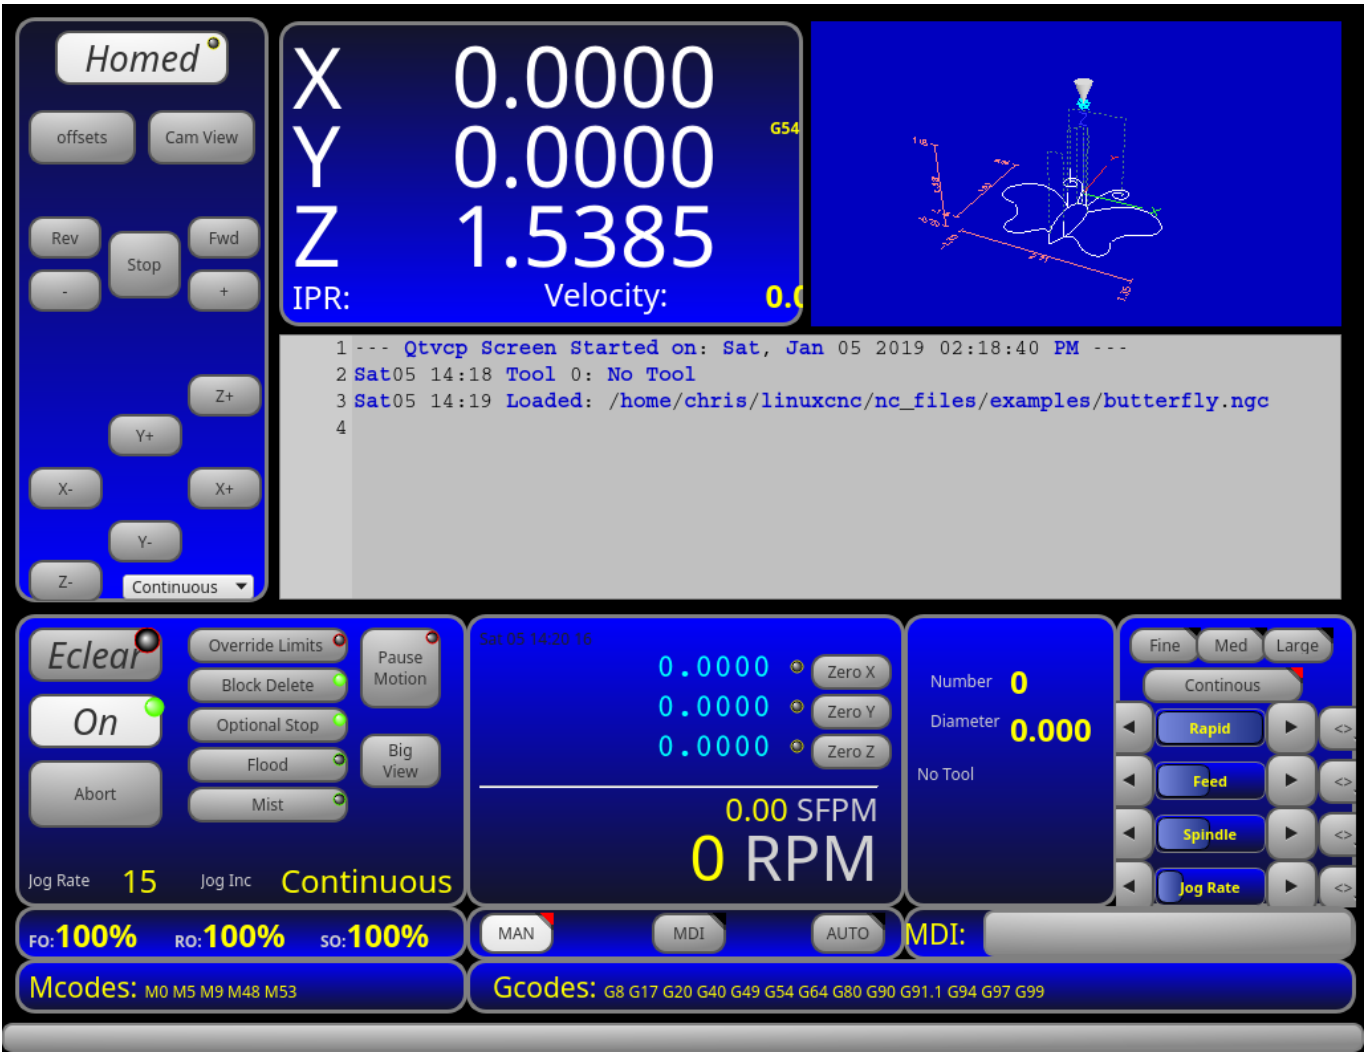 Homed
offsets
Cam View
Rev
Stop
Fwd
-
+
Z+
Y+
X-
X+
Y-
Z-
Continuous
X 0.0000
G54
Y 0.0000
Z 1.5385
IPR:
Velocity:
1 --- Qtvcp Screen Started on: Sat, Jan 05 2019 02:18:40 PM ---
2 Sat05 14:18 Tool 0: No Tool
3 Sat05 14:19 Loaded: /home/chris/linuxcnc/nc_files/examples/butterfly.ngc
4
Eclear
On
Abort
Override Limits
Block Delete
Optional Stop
Flood
Mist
Pause
Motion
Big
View
Jog Rate 15
Jog Inc Continuous
Sat 05 14:20:16
0.0000 Zero X
0.0000 Zero Y
0.0000 Zero Z
0.00 SFPM
0 RPM
Number 0
Diameter 0.000
No Tool
Fine Med Large
Continous
Rapid <>
Feed <>
Spindle <>
Jog Rate <>
FO:100% RO:100% SO:100%
MAN MDI AUTO
MDI:
Mcodes: M0 M5 M9 M48 M53
Gcodes: G8 G17 G20 G40 G49 G54 G64 G80 G90 G91.1 G94 G97 G99